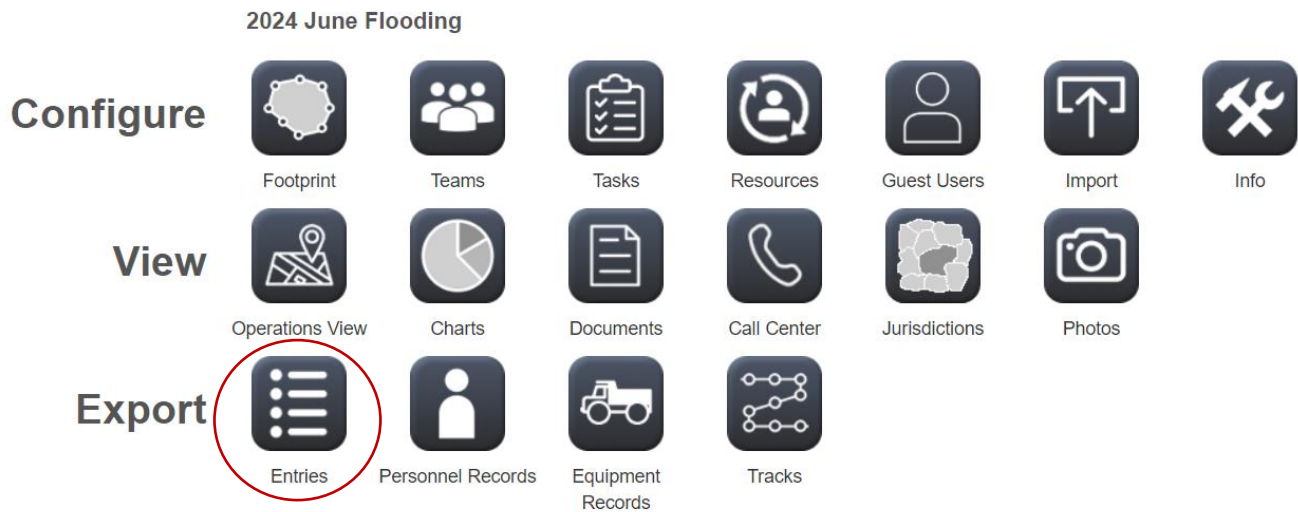 2024 June Flooding
Configure
Footprint
Teams
Tasks
Resources
Guest Users
Import
Info
View
Operations View
Charts
Documents
Call Center
Jurisdictions
Photos
Export
Entries
Personnel Records
Equipment
Records
Tracks